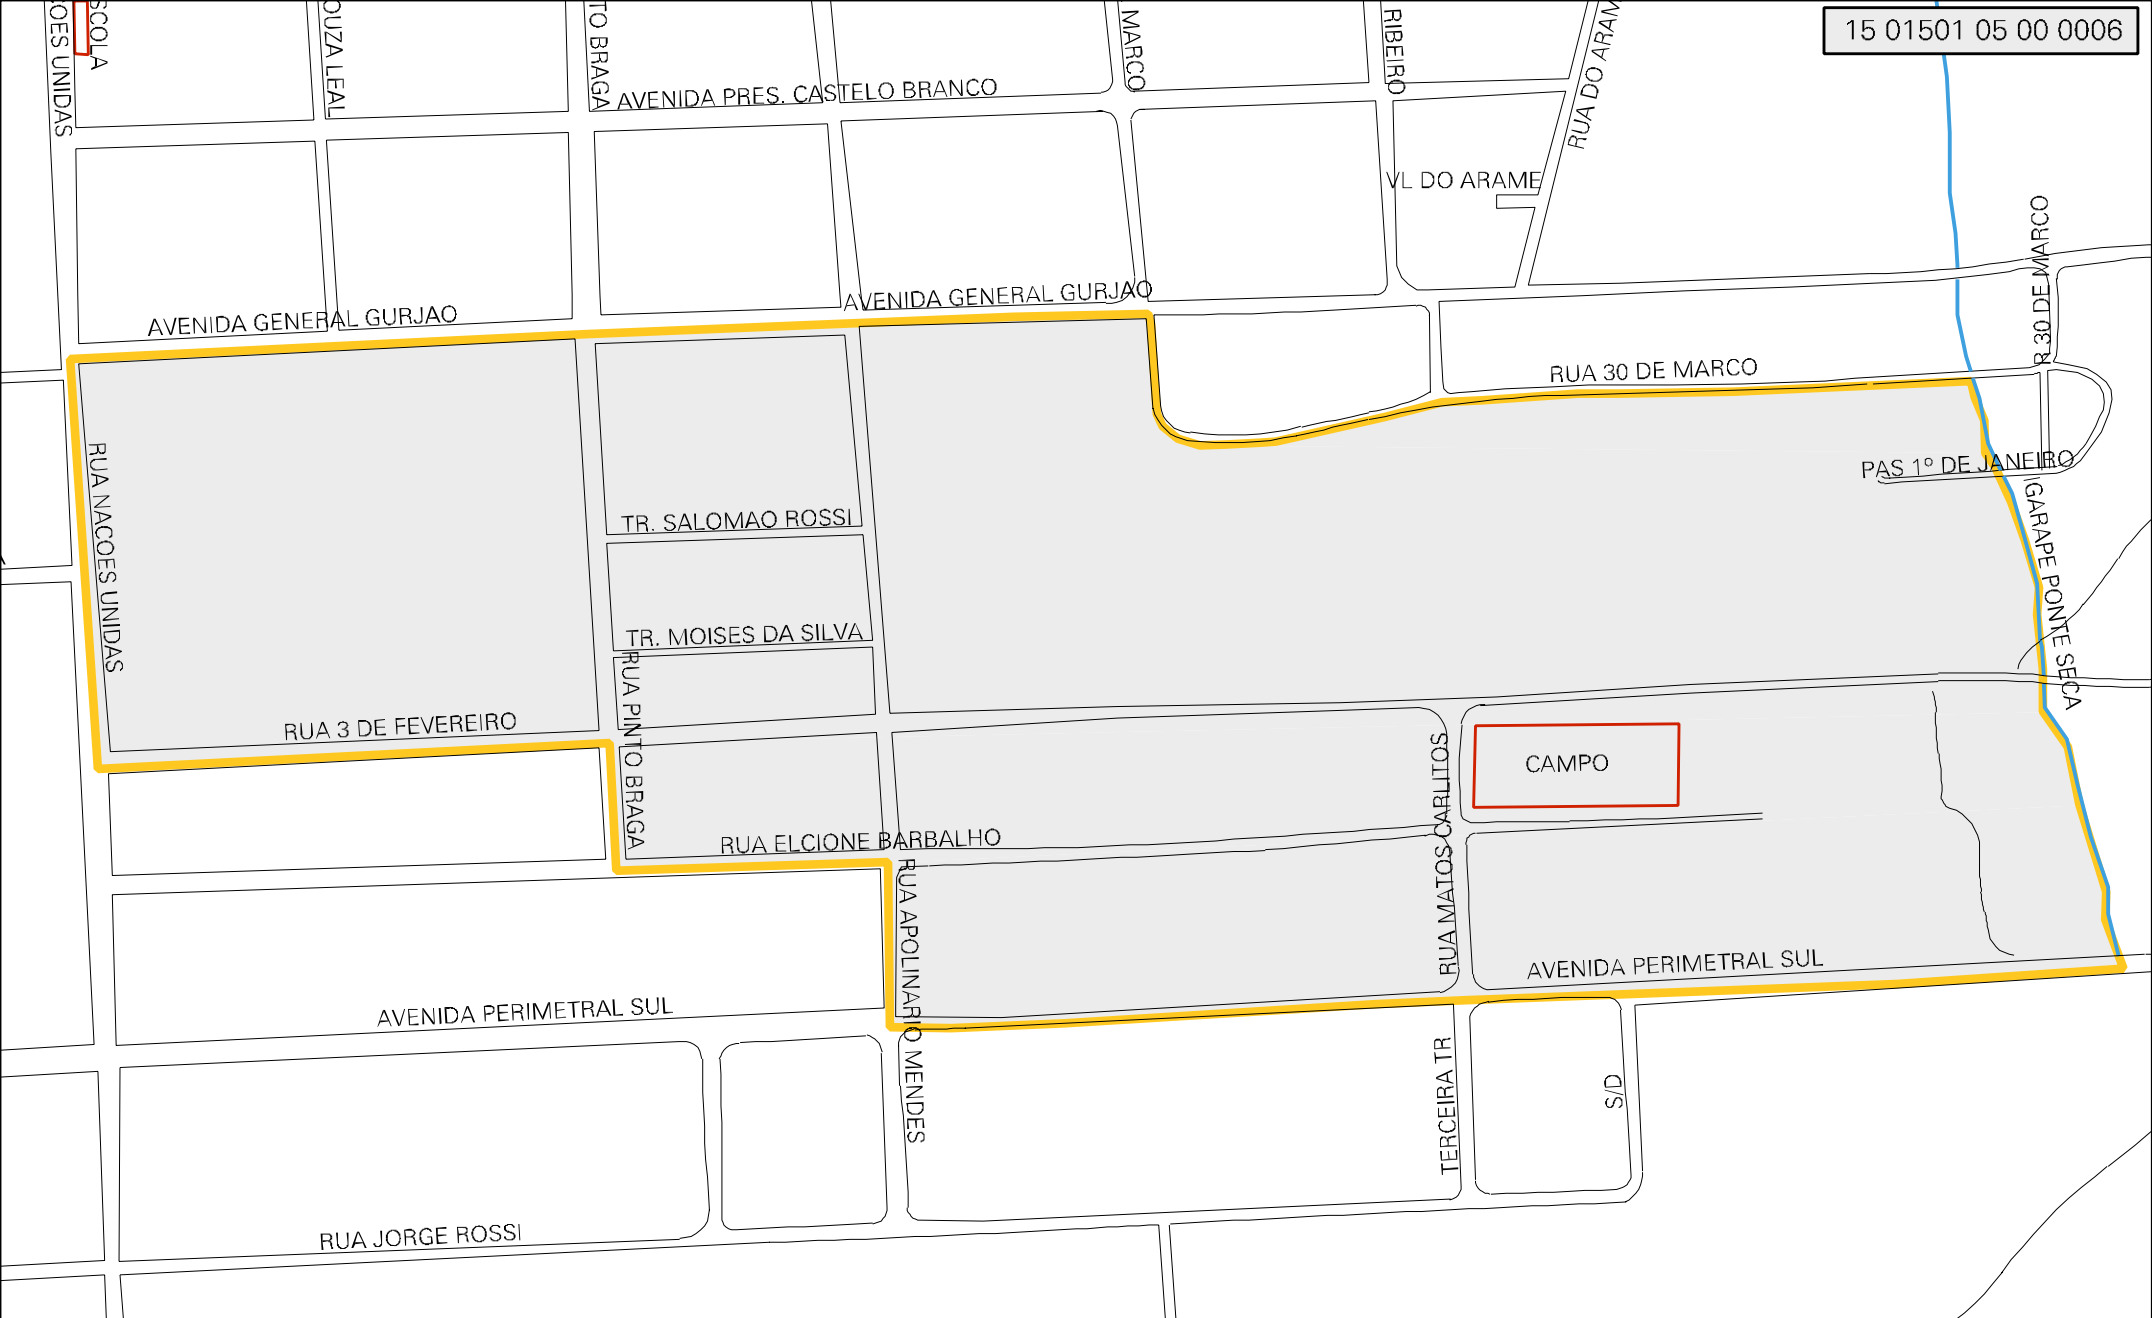 15 01501 05 00 0006
SCOLA
OES UNIDAS
OUZA LEAL
TO BRAGA
MARCO
RIBEIRO
RUA DO ARAM
AVENIDA PRES. CASTELO BRANCO
VL DO ARAME
R 30 DE MARCO
AVENIDA GENERAL GURJAO
AVENIDA GENERAL GURJAO
RUA 30 DE MARCO
PAS 1º DE JANEIRO
IGARAPE PONTE SECA
RUA NACOES UNIDAS
TR. SALOMAO ROSSI
TR. MOISES DA SILVA
RUA PINTO BRAGA
RUA 3 DE FEVEREIRO
CAMPO
RUA MATOS CARLITOS
RUA ELCIONE BARBALHO
RUA APOLINARIO MENDES
AVENIDA PERIMETRAL SUL
AVENIDA PERIMETRAL SUL
TERCEIRA TR
S/D
RUA JORGE ROSSI